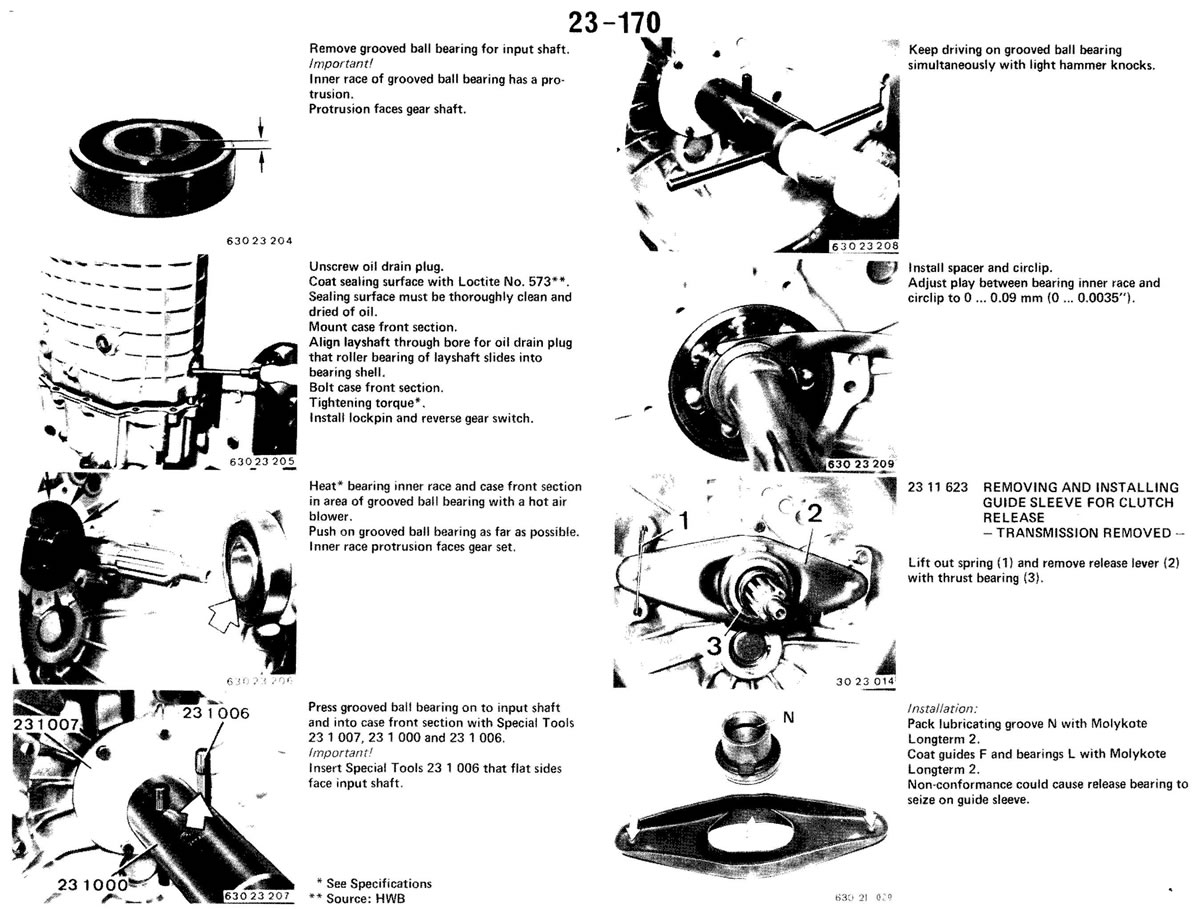 23-170
Remove grooved ball bearing for input shaft.
Important!
Inner race of grooved ball bearing has a pro-
trusion.
Protrusion faces gear shaft.
630 23 204
Unscrew oil drain plug.
Coat sealing surface with Loctite No. 573**.
Sealing surface must be thoroughly clean and
dried of oil.
Mount case front section.
Align layshaft through bore for oil drain plug
that roller bearing of layshaft slides into
bearing shell.
Bolt case front section.
Tightening torque*.
Install lockpin and reverse gear switch.
630 23 205
Heat* bearing inner race and case front section
in area of grooved ball bearing with a hot air
blower.
Push on grooved ball bearing as far as possible.
Inner race protrusion faces gear set.
630 23 206
Press grooved ball bearing on to input shaft
and into case front section with Special Tools
23 1 007, 23 1 000 and 23 1 006.
Important!
Insert Special Tools 23 1 006 that flat sides
face input shaft.
23 1 007
23 1 006
23 1 000
630 23 207
* See Specifications
** Source: HWB
Keep driving on grooved ball bearing
simultaneously with light hammer knocks.
630 23 208
Install spacer and circlip.
Adjust play between bearing inner race and
circlip to 0 ... 0.09 mm (0 ... 0.0035").
630 23 209
23 11 623 REMOVING AND INSTALLING
GUIDE SLEEVE FOR CLUTCH
RELEASE
– TRANSMISSION REMOVED –
Lift out spring (1) and remove release lever (2)
with thrust bearing (3).
1
2
3
30 23 014
Installation:
Pack lubricating groove N with Molykote
Longterm 2.
Coat guides F and bearings L with Molykote
Longterm 2.
Non-conformance could cause release bearing to
seize on guide sleeve.
N
630 21